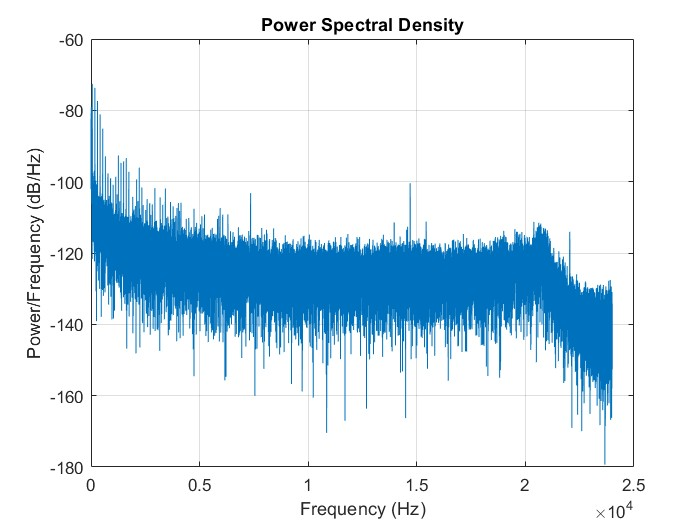 Power Spectral Density
-60
-80
-100
-120
-140
-160
-180
Power/Frequency (dB/Hz)
0 0.5 1 1.5 2 2.5
Frequency (Hz)
×10⁴